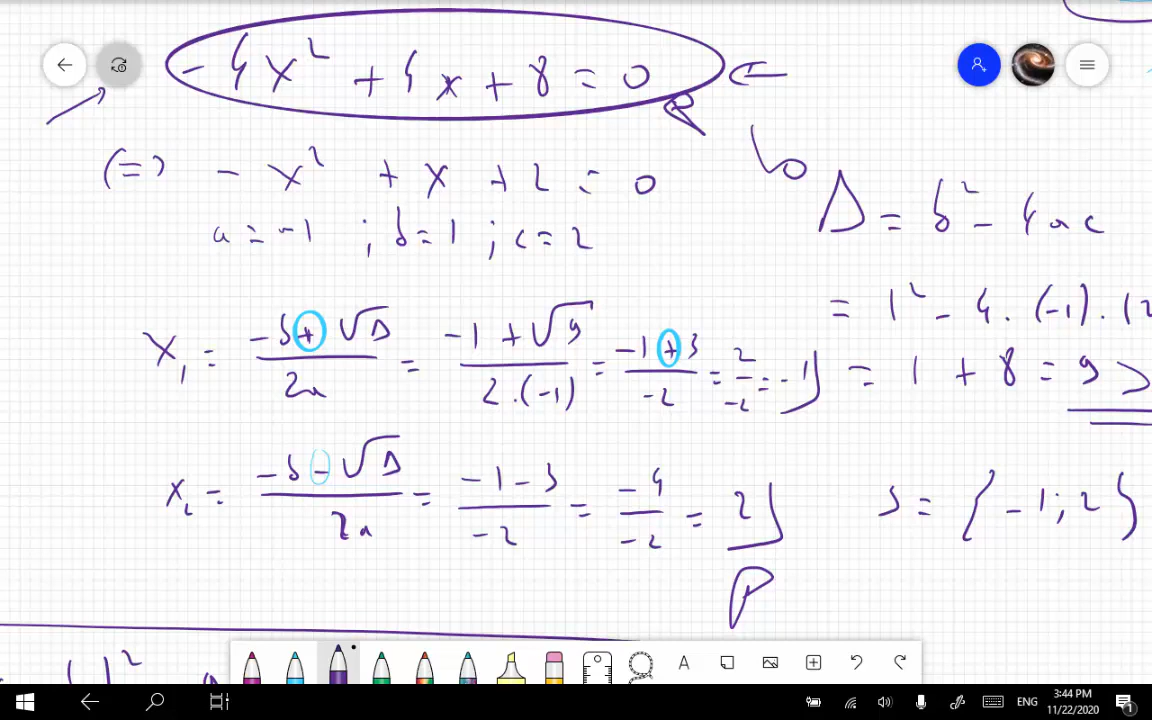 - 4x² + 4x + 8 = 0
(=) - x² + x + 2 = 0
a = -1 ; b = 1 ; c = 2
Δ = b² - 4ac
= 1² - 4 . (-1) . (2
= 1 + 8 = 9 >
x₁ = (-b + √Δ)/2a = (-1 + √9)/(2.(-1)) = (-1 + 3)/-2 = 2/-2 = -1
x₂ = (-b - √Δ)/2a = (-1 - 3)/-2 = -4/-2 = 2
S = { -1 ; 2 }
A
ENG
3:44 PM
11/22/2020
1